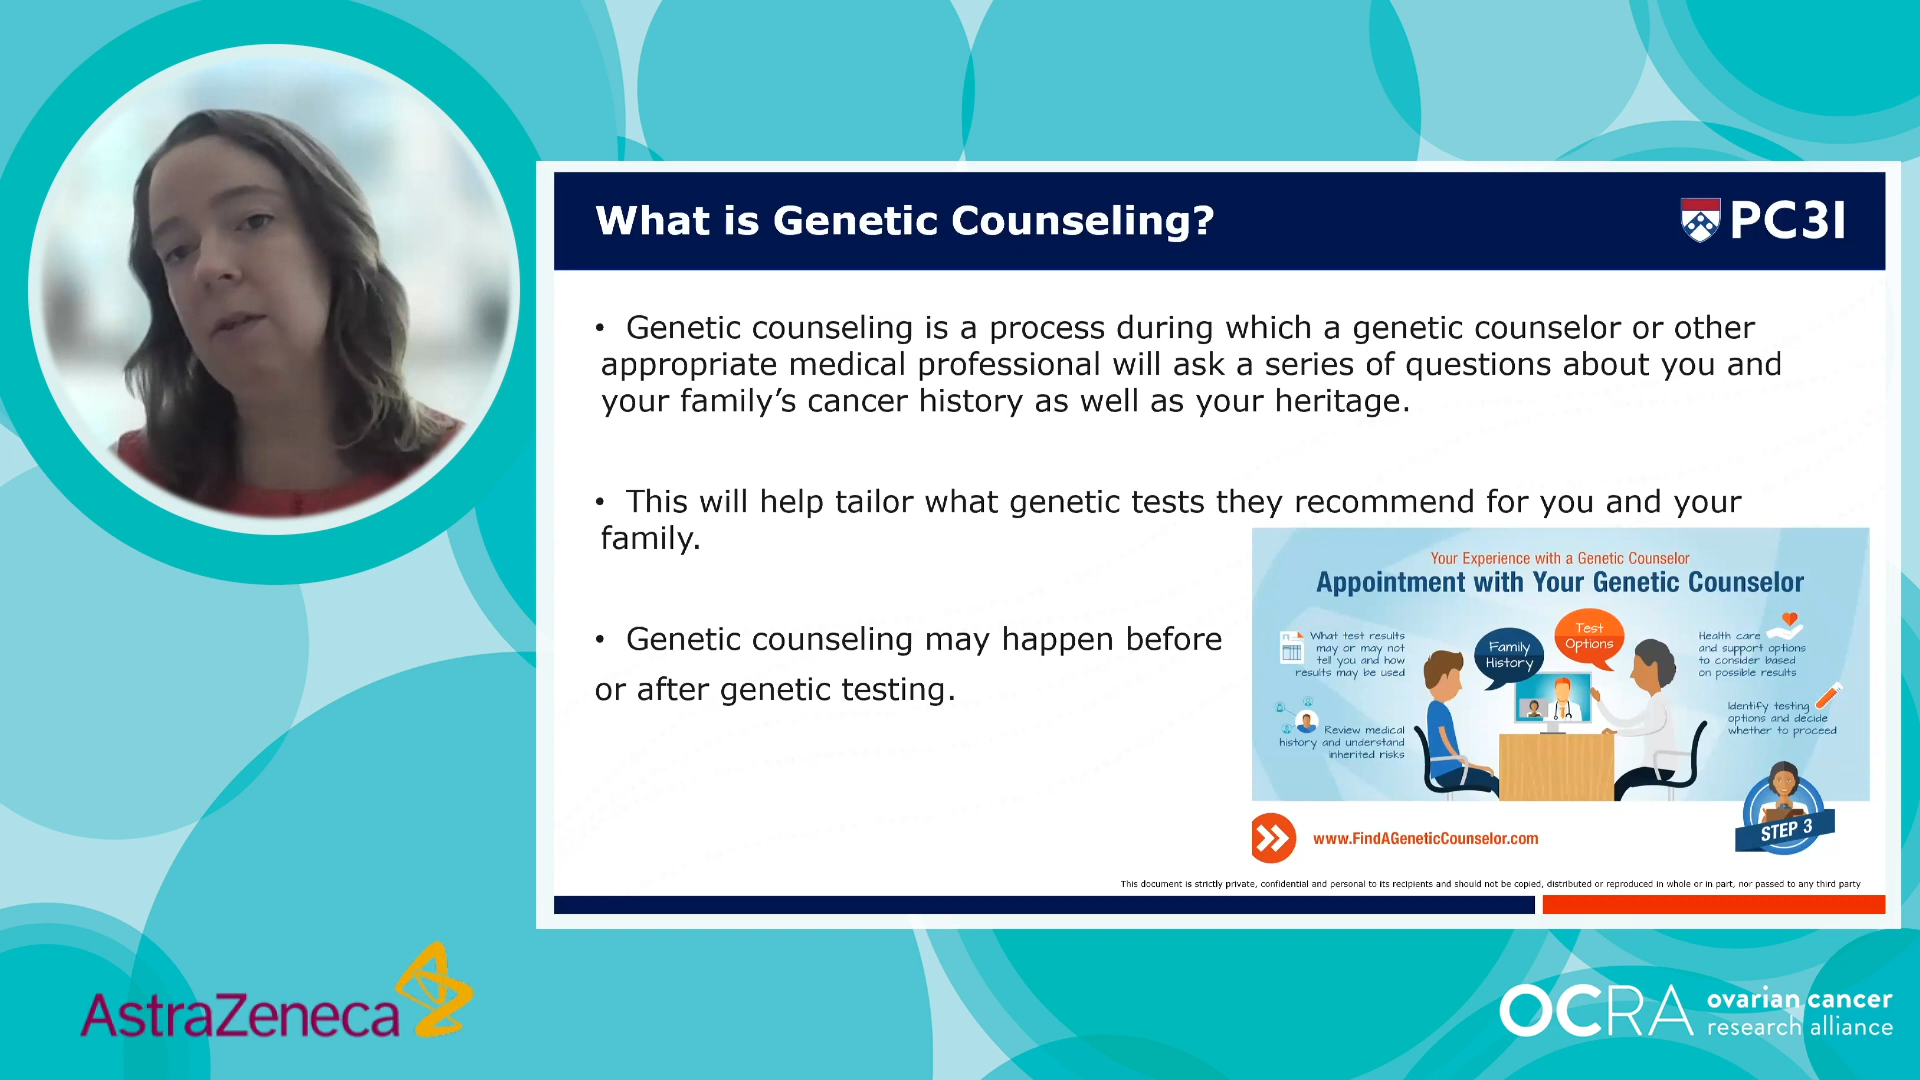 What is Genetic Counseling?
PC3I
• Genetic counseling is a process during which a genetic counselor or other
appropriate medical professional will ask a series of questions about you and
your family’s cancer history as well as your heritage.
• This will help tailor what genetic tests they recommend for you and your
family.
• Genetic counseling may happen before
or after genetic testing.
Your Experience with a Genetic Counselor
Appointment with Your Genetic Counselor
What test results
may or may not
tell you and how
results may be used
Review medical
history and understand
inherited risks
Family
History
Test
Options
Health care
and support options
to consider based
on possible results
Identify testing
options and decide
whether to proceed
STEP 3
www.FindAGeneticCounselor.com
This document is strictly private, confidential and personal to its recipients and should not be copied, distributed or reproduced in whole or in part, nor passed to any third party
AstraZeneca
OCRA
ovarian cancer
research alliance